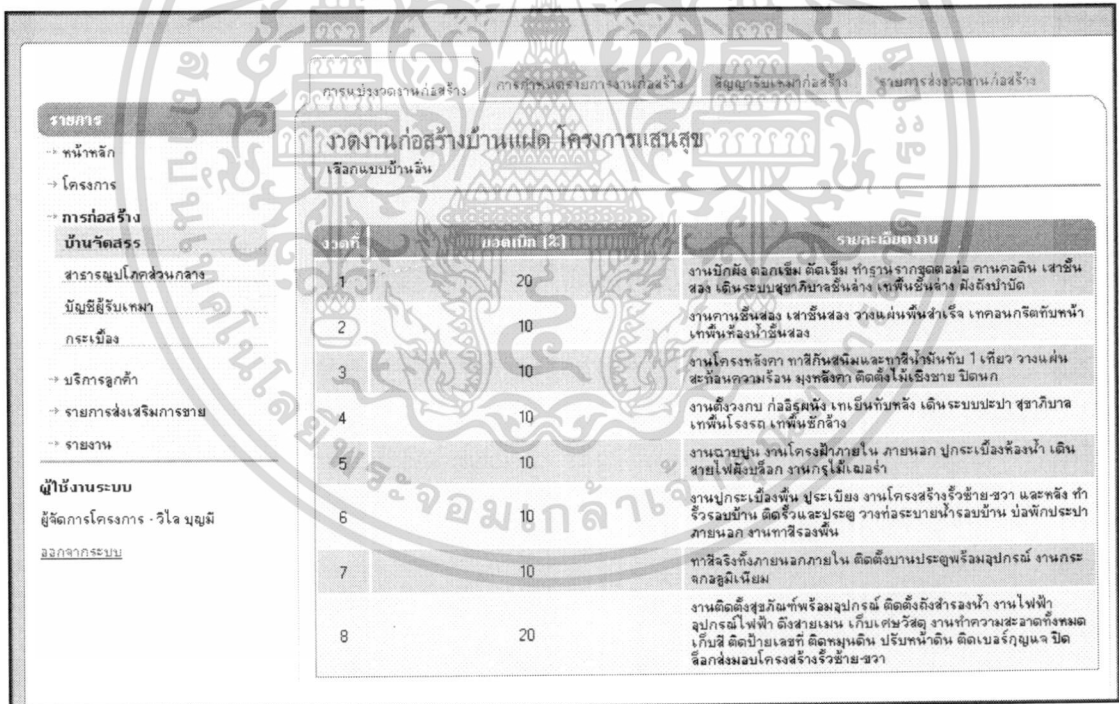 การแบ่งงวดงานก่อสร้าง
การกำหนดรายการงานก่อสร้าง
สัญญารับเหมาก่อสร้าง
รายการส่งงวดงานก่อสร้าง
รายการ
หน้าหลัก
โครงการ
การก่อสร้าง
บ้านจัดสรร
สาธารณูปโภคส่วนกลาง
บัญชีผู้รับเหมา
กระเบื้อง
บริการลูกค้า
รายการส่งเสริมการขาย
รายงาน
ผู้ใช้งานระบบ
ผู้จัดการโครงการ - วิไล บุญมี
ออกจากระบบ
งวดงานก่อสร้างบ้านแฝด โครงการแสนสุข
เลือกแบบบ้านอื่น
งวดที่ ยอดเบิก [%] รายละเอียดงาน
1 20 งานปักผัง ตอกเข็ม ตัดเข็ม ทำฐานรากชุดตอม่อ คานคอดิน เสาชั้น
สอง เดินระบบสุขาภิบาลชั้นล่าง เทพื้นชั้นล่าง ฝังถังบำบัด
2 10 งานคานชั้นสอง เสาชั้นสอง วางแผ่นพื้นสำเร็จ เทคอนกรีตทับหน้า
เทพื้นห้องน้ำชั้นสอง
3 10 งานโครงหลังคา ทาสีกันสนิมและทาสีน้ำมันทับ 1 เที่ยว วางแผ่น
สะท้อนความร้อน มุงหลังคา ติดตั้งไม้เชิงชาย ปิดนก
4 10 งานตั้งวงกบ ก่ออิฐผนัง เทเอ็นทับหลัง เดินระบบปะปา สุขาภิบาล
เทพื้นโรงรถ เทพื้นซักล้าง
5 10 งานฉาบปูน งานโครงฝ้าภายใน ภายนอก ปูกระเบื้องห้องน้ำ เดิน
สายไฟฝังบล็อก งานกรุไม้เฌอร่า
6 10 งานปูกระเบื้องพื้น ปูระเบียง งานโครงสร้างรั้วซ้าย-ขวา และหลัง ทำ
รั้วรอบบ้าน ติดรั้วและประตู วางท่อระบายน้ำรอบบ้าน บ่อพักประปา
ภายนอก งานทาสีรองพื้น
7 10 ทาสีจริงทั้งภายนอกภายใน ติดตั้งบานประตูพร้อมอุปกรณ์ งานกระ
จกอลูมิเนียม
8 20 งานติดตั้งสุขภัณฑ์พร้อมอุปกรณ์ ติดตั้งถังสำรองน้ำ งานไฟฟ้า
อุปกรณ์ไฟฟ้า ดึงสายเมน เก็บเศษวัสดุ งานทำความสะอาดทั้งหมด
เก็บสี ติดป้ายเลขที่ ติดหมุนดิน ปรับหน้าดิน ติดเบอร์กุญแจ ปิด
ล็อกส่งมอบโครงสร้างรั้วซ้าย-ขวา